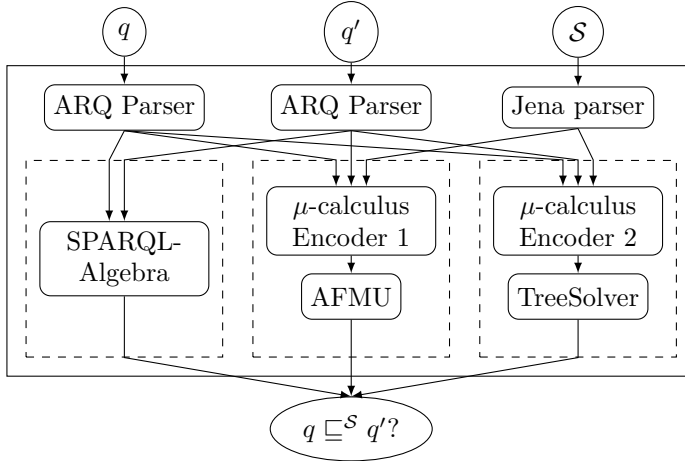 q
q′
𝒮
ARQ Parser
ARQ Parser
Jena parser
SPARQL-
Algebra
μ-calculus
Encoder 1
μ-calculus
Encoder 2
AFMU
TreeSolver
q ⊑^𝒮 q′?